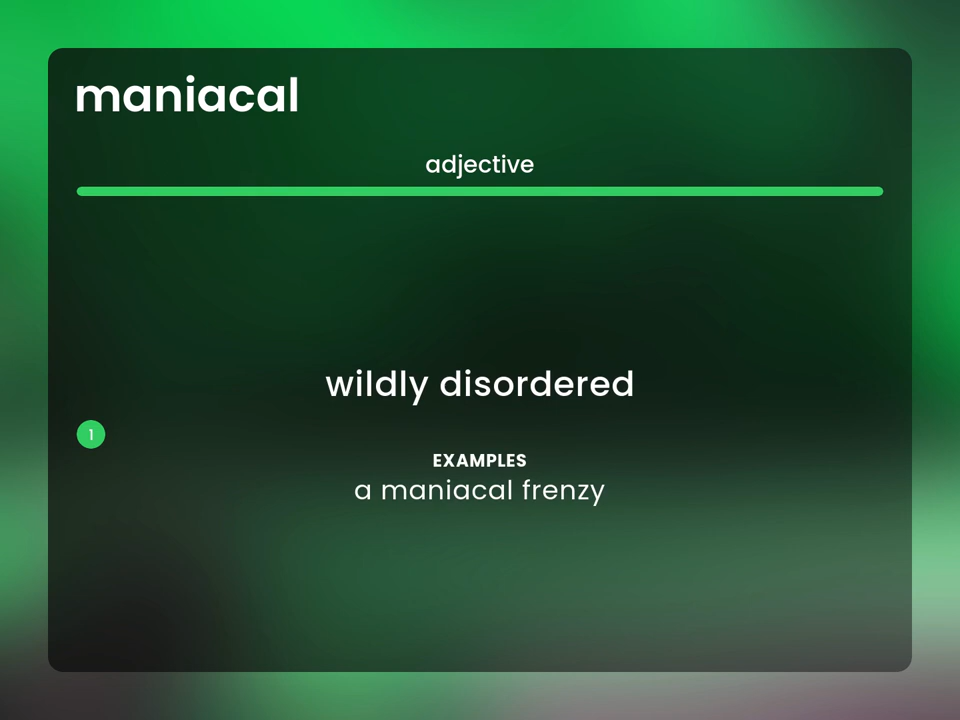 maniacal
adjective
wildly disordered
1
EXAMPLES
a maniacal frenzy